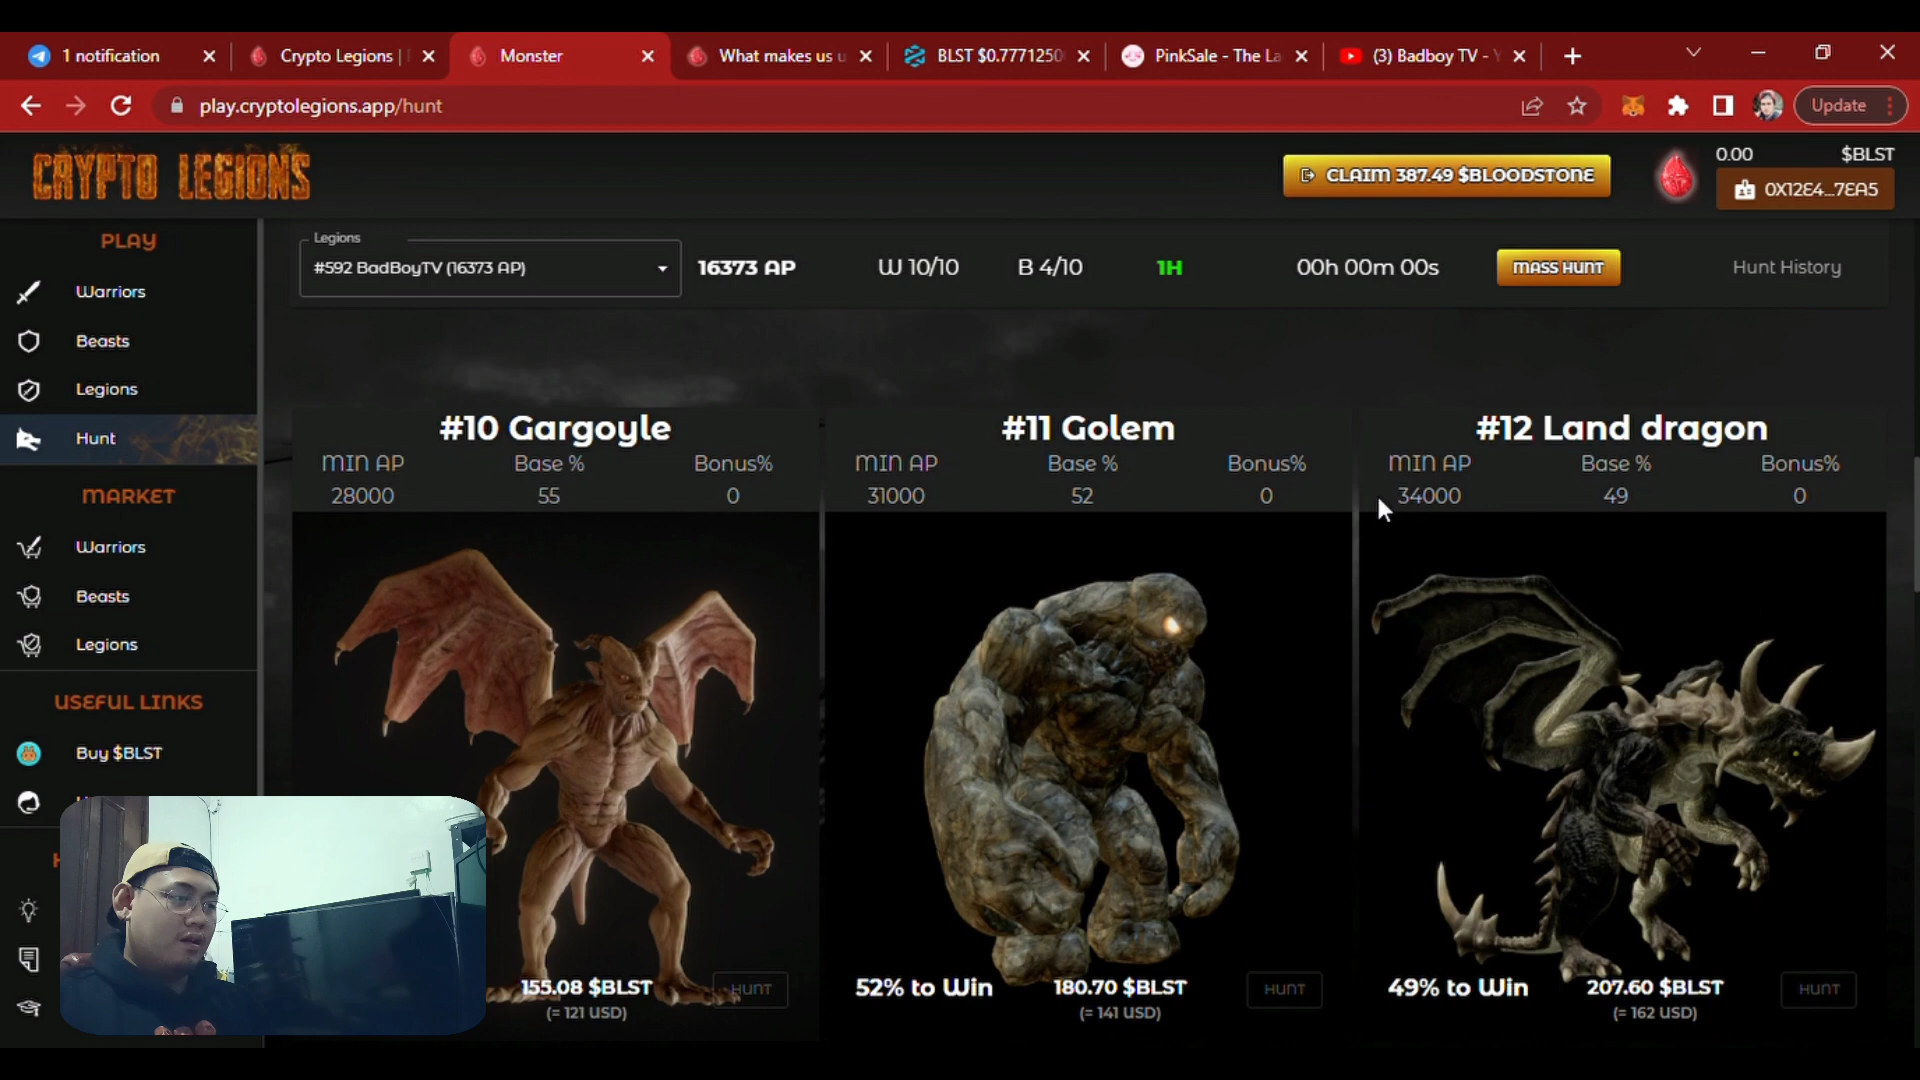 1 notification
Crypto Legions |
Monster
What makes us u
BLST $0.7771250
PinkSale - The La
(3) Badboy TV - Y
play.cryptolegions.app/hunt
Update
CRYPTO LEGIONS
CLAIM 387.49 $BLOODSTONE
0.00 $BLST
0X12E4...7EA5
PLAY
Warriors
Beasts
Legions
Hunt
MARKET
Warriors
Beasts
Legions
USEFUL LINKS
Buy $BLST
Legions
#592 BadBoyTV (16373 AP)
16373 AP
W 10/10
B 4/10
1H
00h 00m 00s
MASS HUNT
Hunt History
#10 Gargoyle
MIN AP Base % Bonus%
28000 55 0
155.08 $BLST
(= 121 USD)
HUNT
#11 Golem
MIN AP Base % Bonus%
31000 52 0
52% to Win
180.70 $BLST
(= 141 USD)
HUNT
#12 Land dragon
MIN AP Base % Bonus%
34000 49 0
49% to Win
207.60 $BLST
(= 162 USD)
HUNT